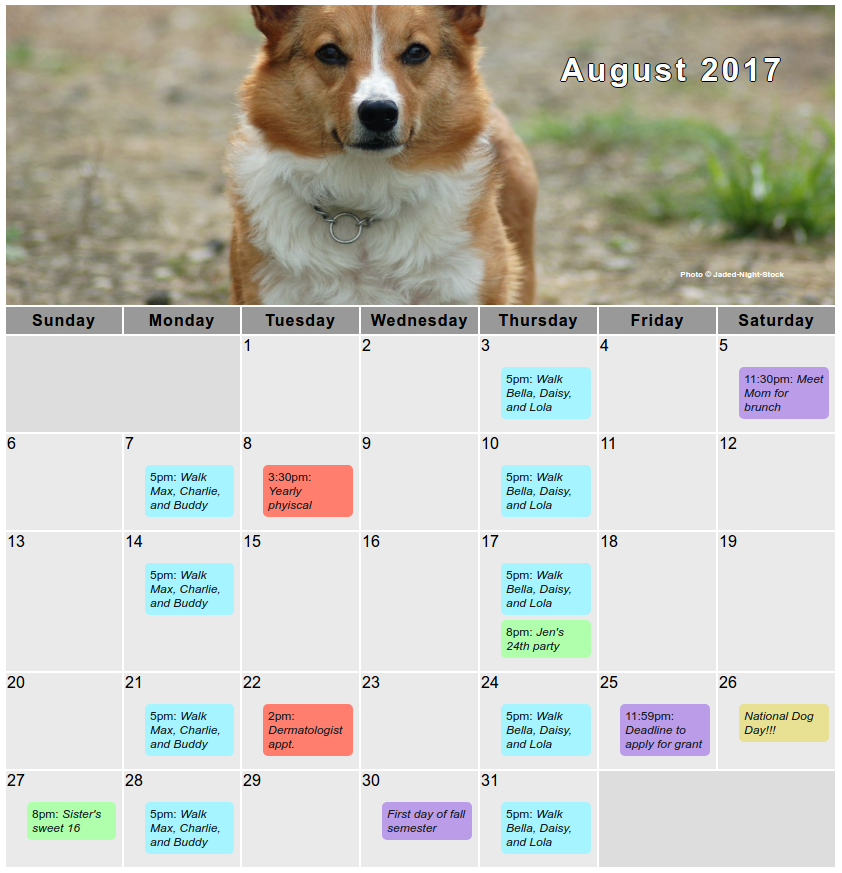 August 2017
Photo © Jaded-Night-Stock
Sunday Monday Tuesday Wednesday Thursday Friday Saturday
1 2 3 4 5
5pm: Walk
Bella, Daisy,
and Lola
11:30pm: Meet
Mom for
brunch
6 7 8 9 10 11 12
5pm: Walk
Max, Charlie,
and Buddy
3:30pm:
Yearly
phyiscal
5pm: Walk
Bella, Daisy,
and Lola
13 14 15 16 17 18 19
5pm: Walk
Max, Charlie,
and Buddy
5pm: Walk
Bella, Daisy,
and Lola
8pm: Jen's
24th party
20 21 22 23 24 25 26
5pm: Walk
Max, Charlie,
and Buddy
2pm:
Dermatologist
appt.
5pm: Walk
Bella, Daisy,
and Lola
11:59pm:
Deadline to
apply for grant
National Dog
Day!!!
27 28 29 30 31
8pm: Sister's
sweet 16
5pm: Walk
Max, Charlie,
and Buddy
First day of fall
semester
5pm: Walk
Bella, Daisy,
and Lola